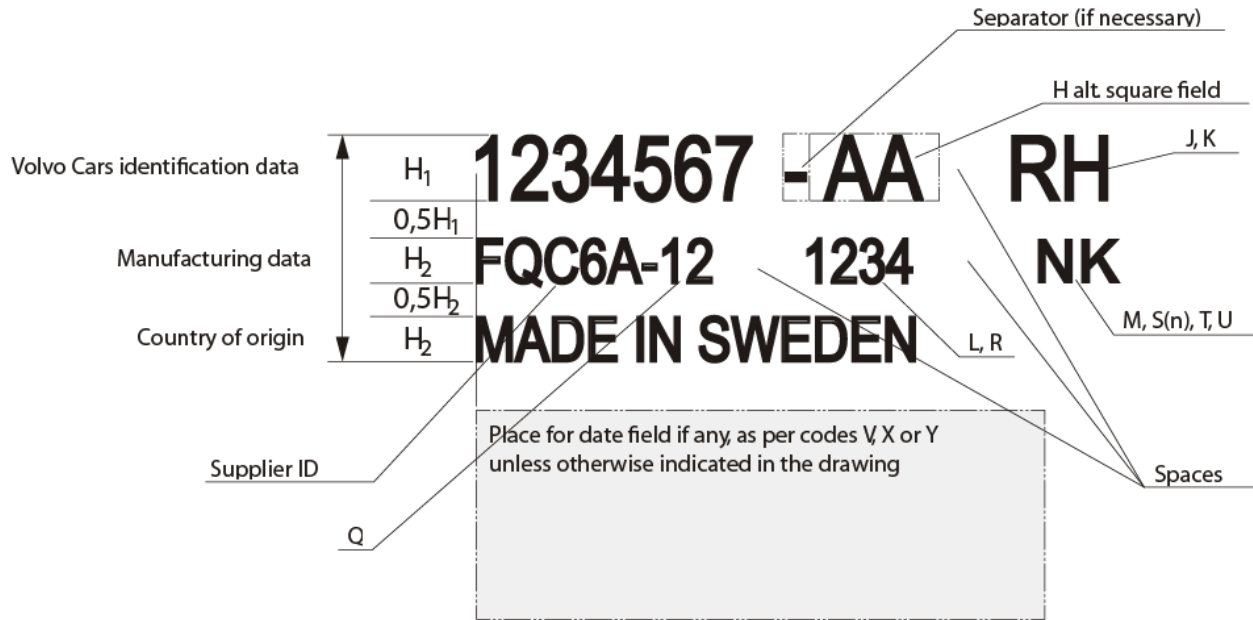 Separator (if necessary)
H alt. square field
Volvo Cars identification data H₁ 1234567 - AA RH J, K
0,5H₁
Manufacturing data H₂ FQC6A-12 1234 NK
0,5H₂ M, S(n), T, U
Country of origin H₂ MADE IN SWEDEN L, R
Place for date field if any, as per codes V, X or Y
unless otherwise indicated in the drawing
Supplier ID Spaces
Q